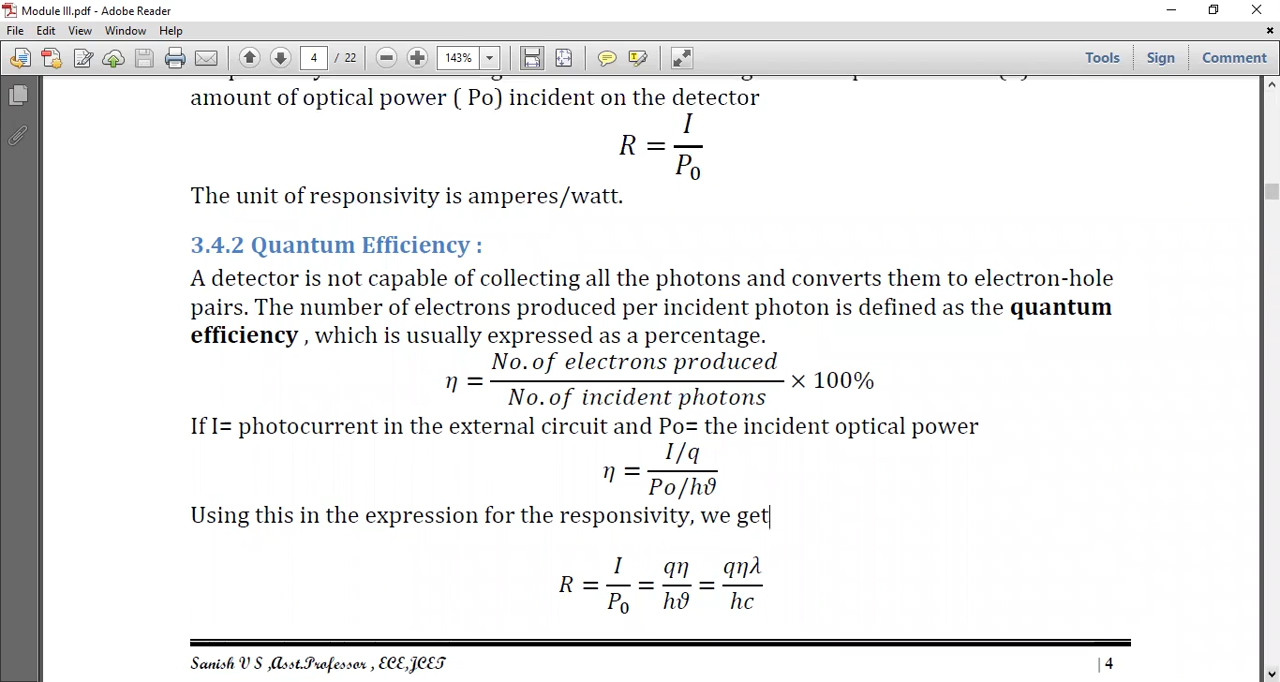 Module III.pdf - Adobe Reader
File Edit View Window Help
4 / 22 143% Tools Sign Comment
amount of optical power ( Po) incident on the detector
R = I / P₀
The unit of responsivity is amperes/watt.
3.4.2 Quantum Efficiency :
A detector is not capable of collecting all the photons and converts them to electron-hole
pairs. The number of electrons produced per incident photon is defined as the quantum
efficiency , which is usually expressed as a percentage.
η = No. of electrons produced / No. of incident photons × 100%
If I= photocurrent in the external circuit and Po= the incident optical power
η = I/q / Po/hϑ
Using this in the expression for the responsivity, we get
R = I / P₀ = qη / hϑ = qηλ / hc
Sanish V S ,Asst.Professor , ECE,JCET | 4